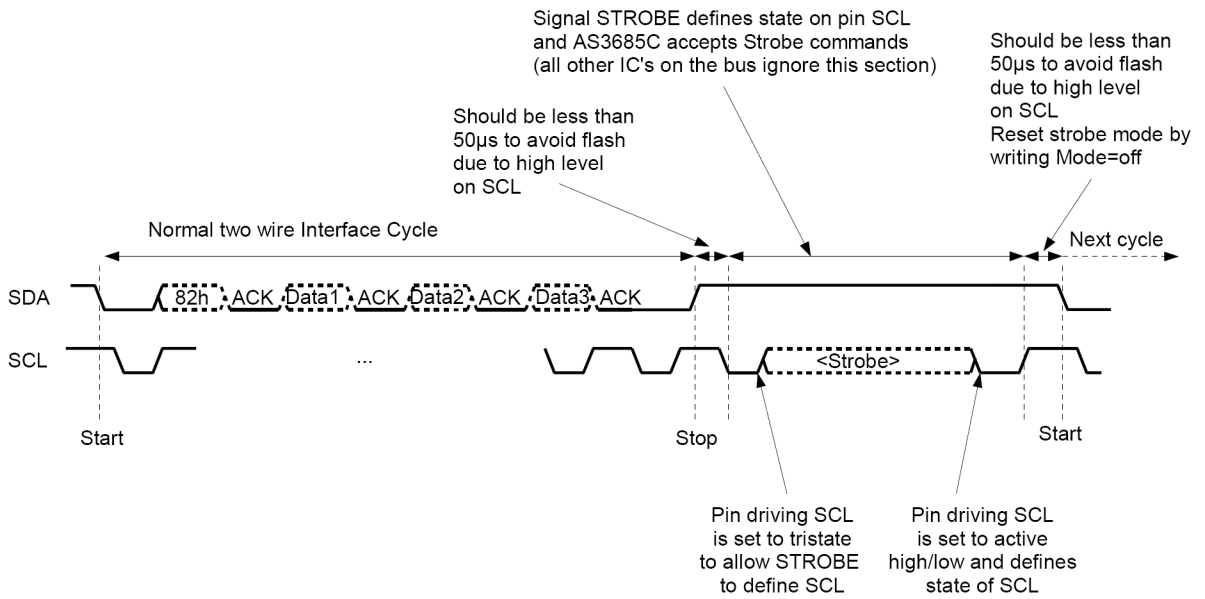 Signal STROBE defines state on pin SCL
and AS3685C accepts Strobe commands
(all other IC's on the bus ignore this section)
Should be less than
50µs to avoid flash
due to high level
on SCL
Reset strobe mode by
writing Mode=off
Should be less than
50µs to avoid flash
due to high level
on SCL
Normal two wire Interface Cycle
Next cycle
SDA
82h
ACK
Data1
ACK
Data2
ACK
Data3
ACK
SCL
...
<Strobe>
Start
Stop
Start
Pin driving SCL
is set to tristate
to allow STROBE
to define SCL
Pin driving SCL
is set to active
high/low and defines
state of SCL